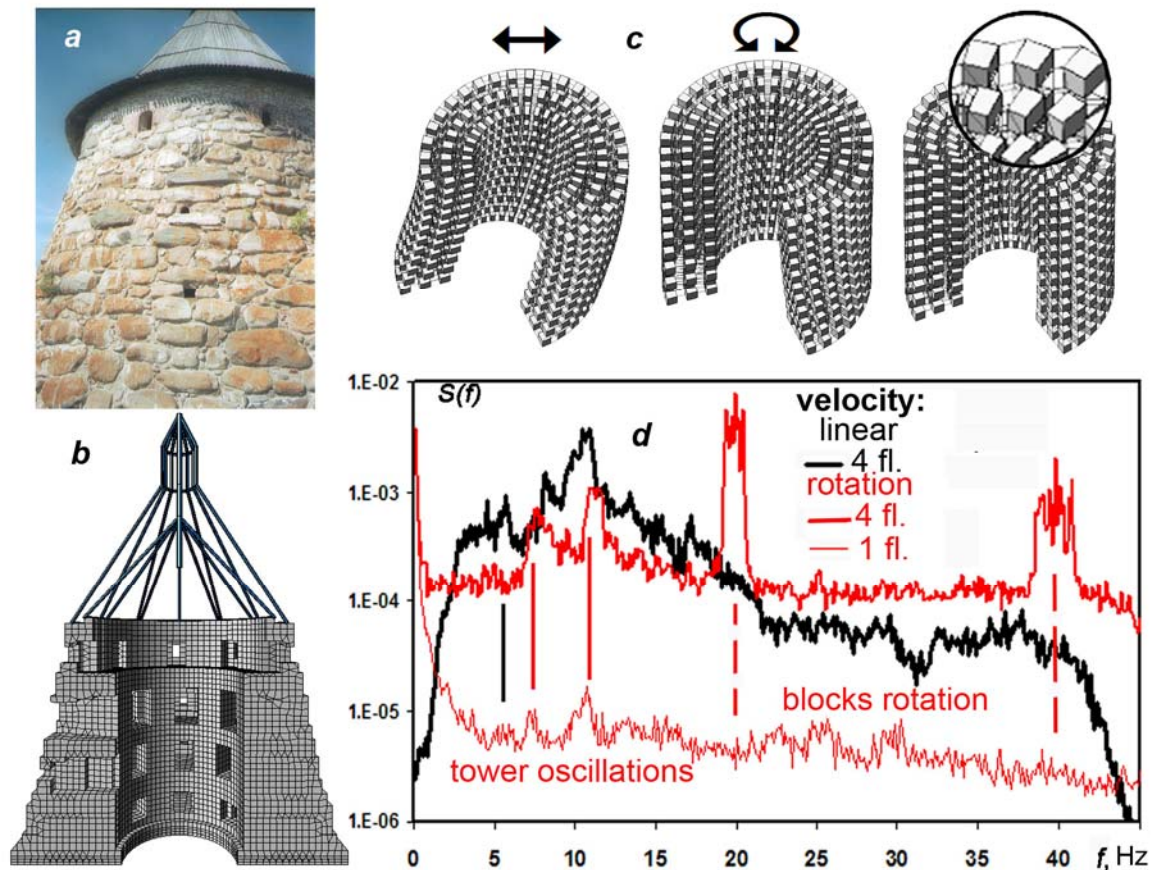 a
c
b
1.E-02
S(f)
d
velocity:
linear
4 fl.
rotation
4 fl.
1 fl.
1.E-03
1.E-04
1.E-05
1.E-06
blocks rotation
tower oscillations
0 5 10 15 20 25 30 35 40 f, Hz